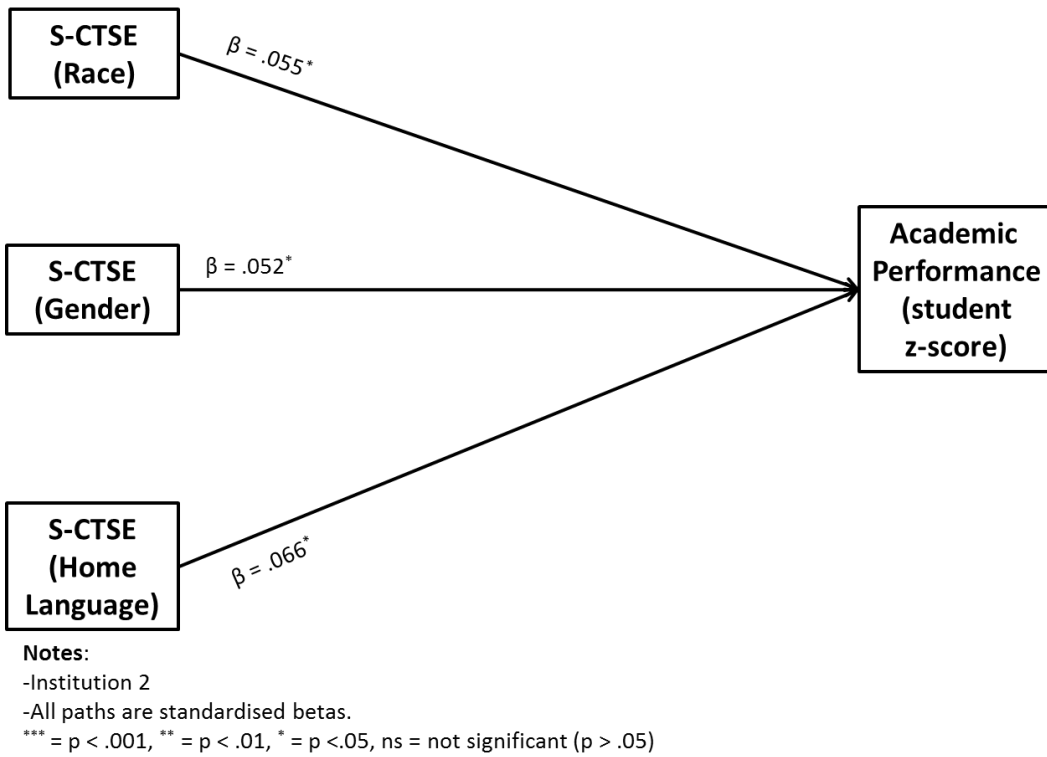 S-CTSE
(Race)
β = .055*
S-CTSE
(Gender)
β = .052*
Academic
Performance
(student
z-score)
S-CTSE
(Home
Language)
β = .066*
Notes:
-Institution 2
-All paths are standardised betas.
*** = p < .001, ** = p < .01, * = p <.05, ns = not significant (p > .05)